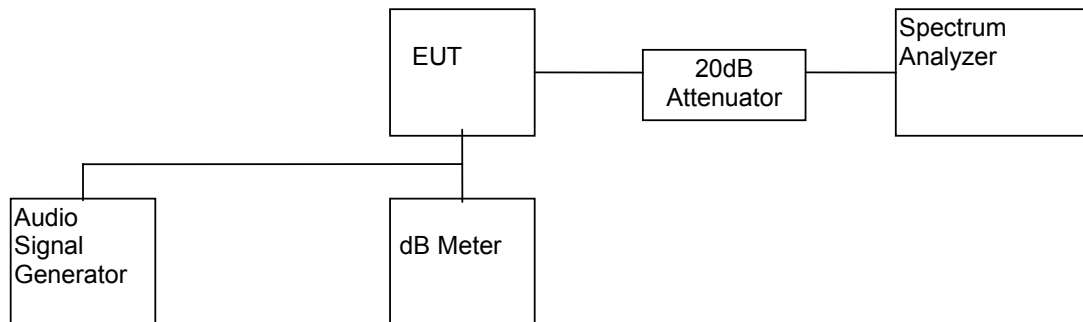 EUT
20dB
Attenuator
Spectrum
Analyzer
Audio
Signal
Generator
dB Meter